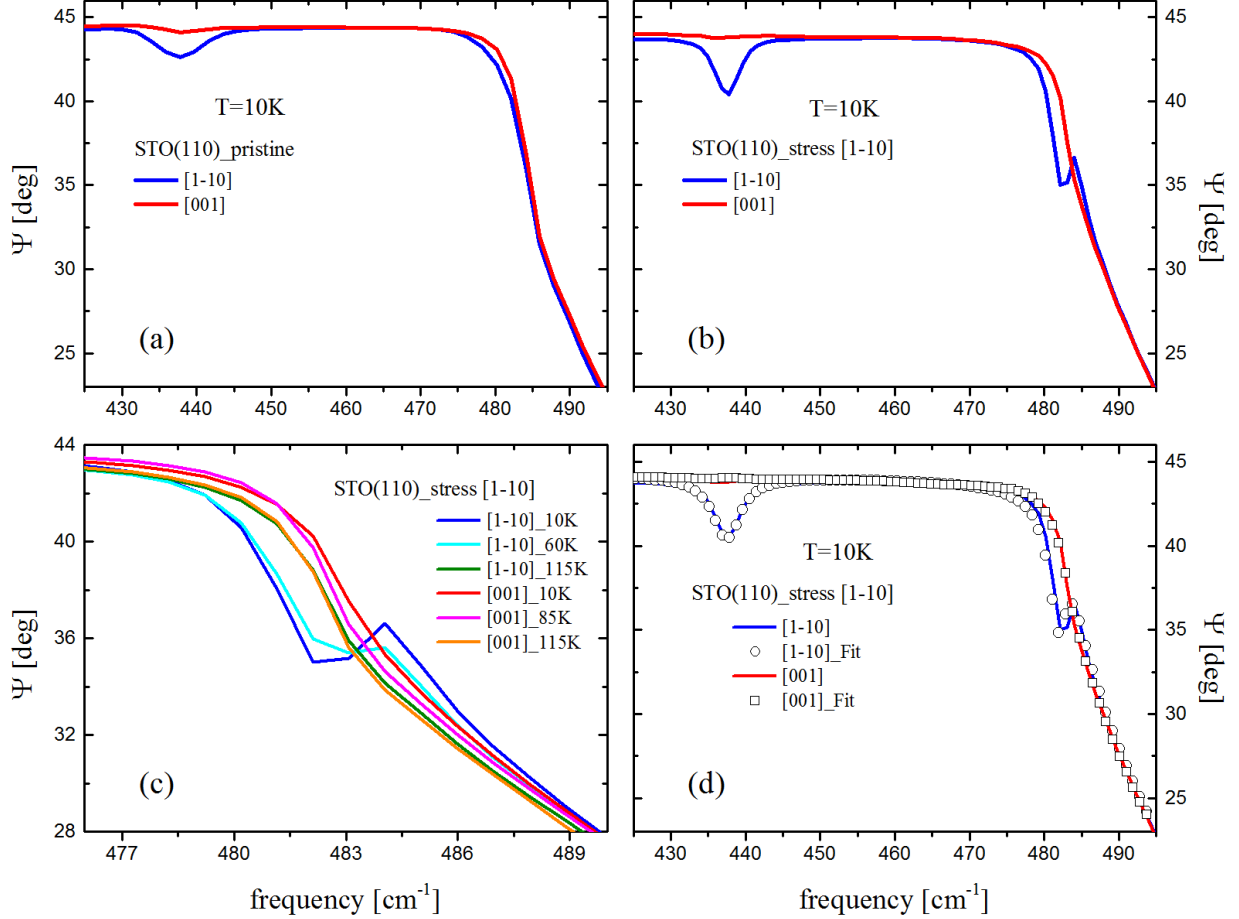 45
40
35
30
25
Ψ [deg]
T=10K
STO(110)_pristine
[1-10]
[001]
(a)
430 440 450 460 470 480 490
T=10K
STO(110)_stress [1-10]
[1-10]
[001]
(b)
45
40
35
30
25
Ψ [deg]
430 440 450 460 470 480 490
44
40
36
32
28
Ψ [deg]
STO(110)_stress [1-10]
[1-10]_10K
[1-10]_60K
[1-10]_115K
[001]_10K
[001]_85K
[001]_115K
(c)
477 480 483 486 489
frequency [cm-1]
T=10K
STO(110)_stress [1-10]
[1-10]
[1-10]_Fit
[001]
[001]_Fit
(d)
45
40
35
30
25
Ψ [deg]
430 440 450 460 470 480 490
frequency [cm-1]